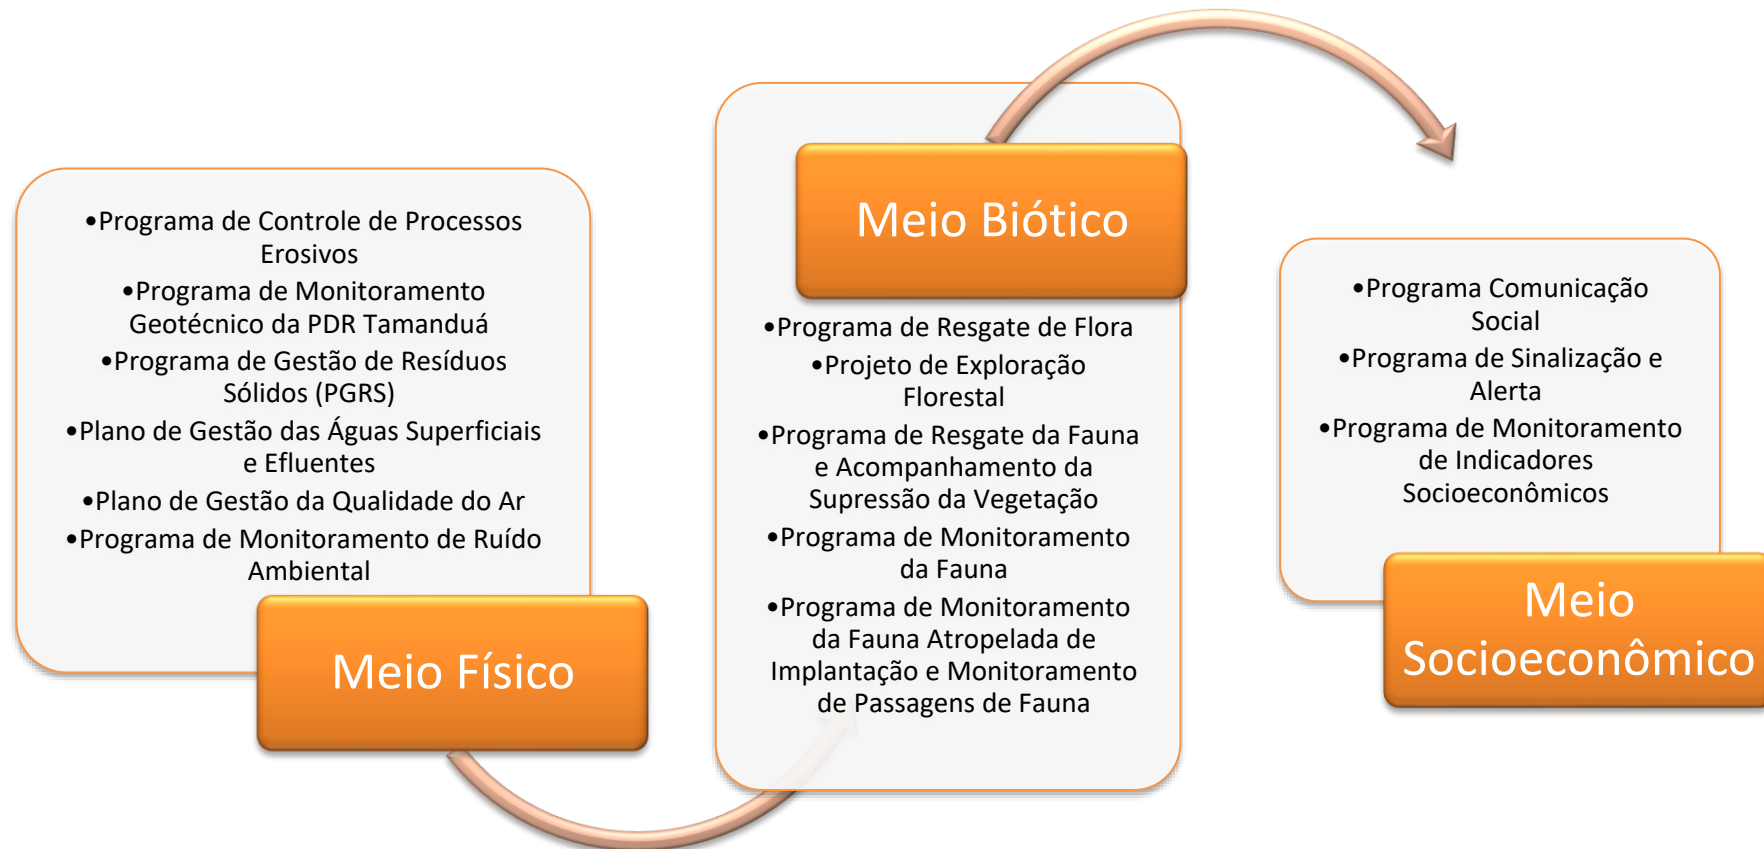 •Programa de Controle de Processos
Erosivos
•Programa de Monitoramento
Geotécnico da PDR Tamanduá
•Programa de Gestão de Resíduos
Sólidos (PGRS)
•Plano de Gestão das Águas Superficiais
e Efluentes
•Plano de Gestão da Qualidade do Ar
•Programa de Monitoramento de Ruído
Ambiental
Meio Físico
Meio Biótico
•Programa de Resgate de Flora
•Projeto de Exploração
Florestal
•Programa de Resgate da Fauna
e Acompanhamento da
Supressão da Vegetação
•Programa de Monitoramento
da Fauna
•Programa de Monitoramento
da Fauna Atropelada de
Implantação e Monitoramento
de Passagens de Fauna
•Programa Comunicação
Social
•Programa de Sinalização e
Alerta
•Programa de Monitoramento
de Indicadores
Socioeconômicos
Meio
Socioeconômico